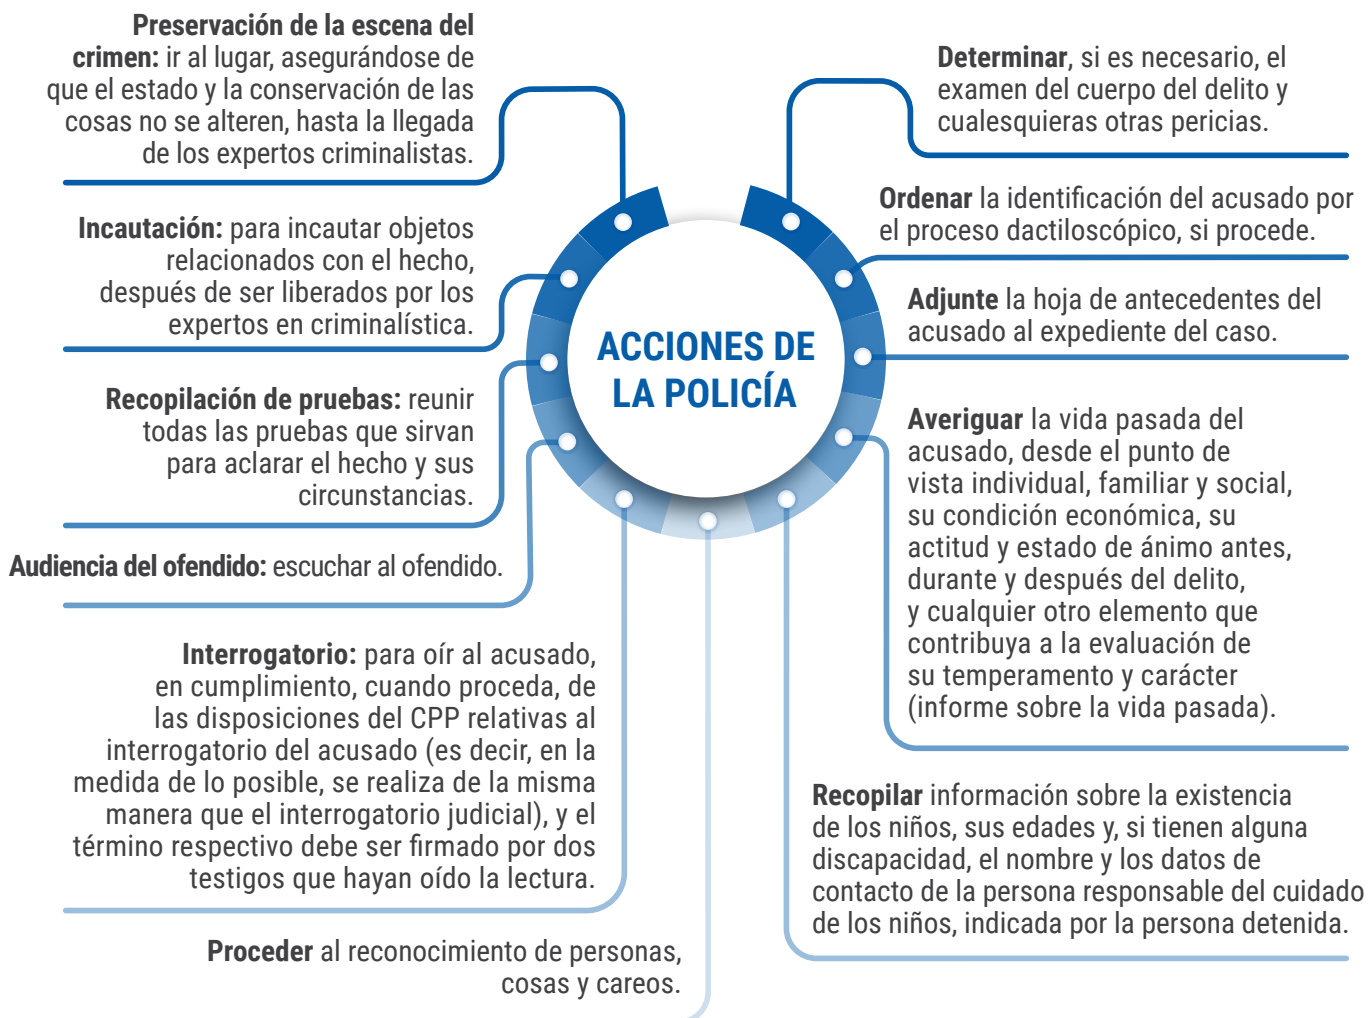 Preservación de la escena del
crimen: ir al lugar, asegurándose de
que el estado y la conservación de las
cosas no se alteren, hasta la llegada
de los expertos criminalistas.
Incautación: para incautar objetos
relacionados con el hecho,
después de ser liberados por los
expertos en criminalística.
Recopilación de pruebas: reunir
todas las pruebas que sirvan
para aclarar el hecho y sus
circunstancias.
Audiencia del ofendido: escuchar al ofendido.
Interrogatorio: para oír al acusado,
en cumplimiento, cuando proceda, de
las disposiciones del CPP relativas al
interrogatorio del acusado (es decir, en la
medida de lo posible, se realiza de la misma
manera que el interrogatorio judicial), y el
término respectivo debe ser firmado por dos
testigos que hayan oído la lectura.
Proceder al reconocimiento de personas,
cosas y careos.
ACCIONES DE
LA POLICÍA
Determinar, si es necesario, el
examen del cuerpo del delito y
cualesquieras otras pericias.
Ordenar la identificación del acusado por
el proceso dactiloscópico, si procede.
Adjunte la hoja de antecedentes del
acusado al expediente del caso.
Averiguar la vida pasada del
acusado, desde el punto de
vista individual, familiar y social,
su condición económica, su
actitud y estado de ánimo antes,
durante y después del delito,
y cualquier otro elemento que
contribuya a la evaluación de
su temperamento y carácter
(informe sobre la vida pasada).
Recopilar información sobre la existencia
de los niños, sus edades y, si tienen alguna
discapacidad, el nombre y los datos de
contacto de la persona responsable del cuidado
de los niños, indicada por la persona detenida.